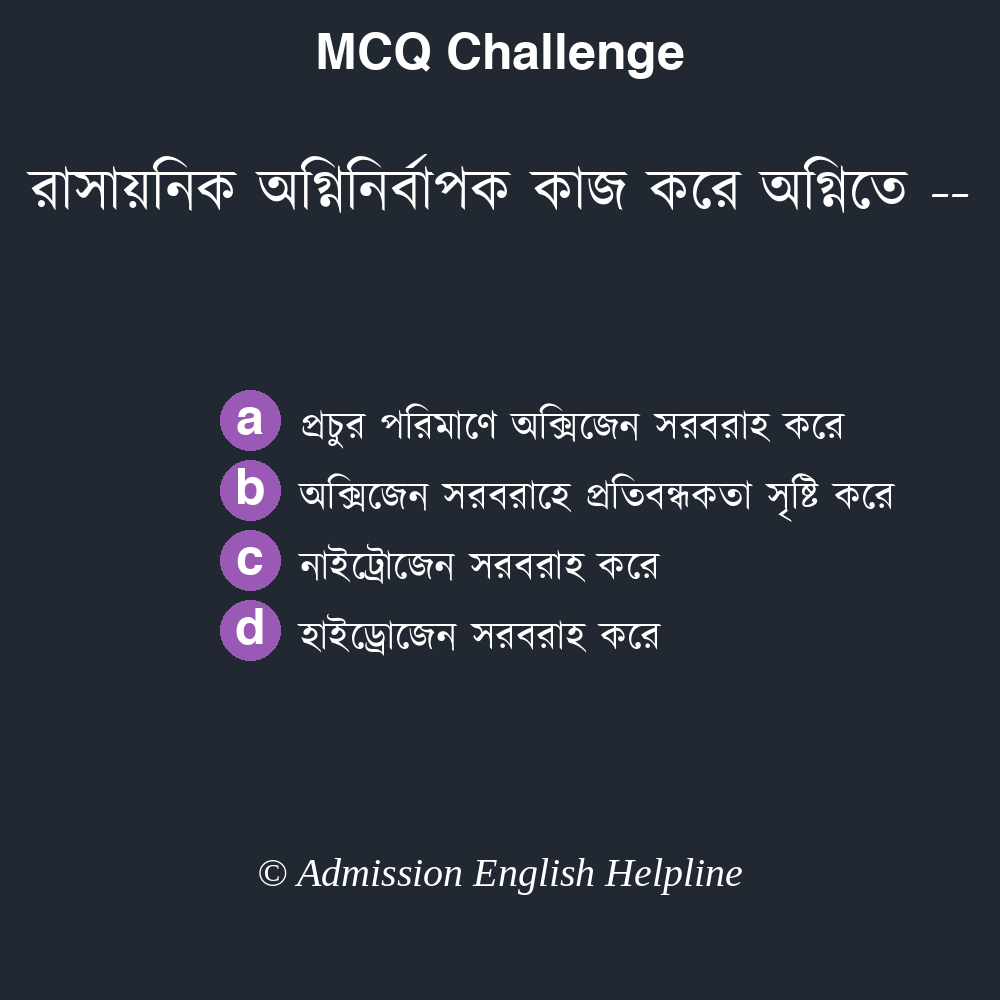 MCQ Challenge
রাসায়নিক অগ্নিনির্বাপক কাজ করে অগ্নিতে --
a প্রচুর পরিমাণে অক্সিজেন সরবরাহ করে
b অক্সিজেন সরবরাহে প্রতিবন্ধকতা সৃষ্টি করে
c নাইট্রোজেন সরবরাহ করে
d হাইড্রোজেন সরবরাহ করে
© Admission English Helpline